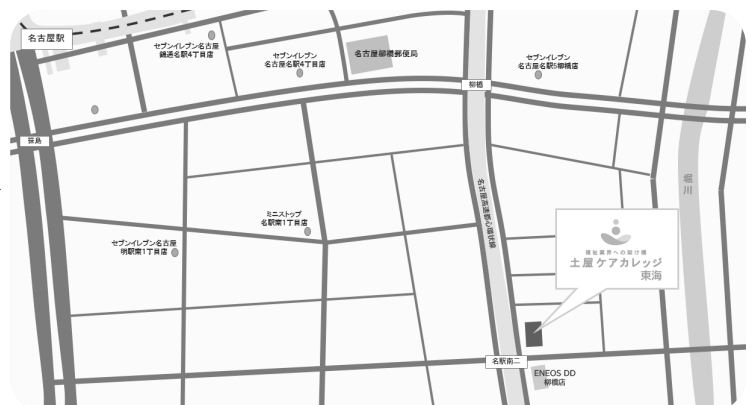 名古屋駅
セブンイレブン名古屋
錦通名駅4丁目店
セブンイレブン
名古屋名駅4丁目店
名古屋柳橋郵便局
セブンイレブン
名古屋名駅5柳橋店
柳橋
笹島
堀川
名古屋高速都心環状線
ミニストップ
名駅南1丁目店
セブンイレブン名古屋
明駅南1丁目店
福祉業界への架け橋
土屋ケアカレッジ
東海
名駅南二
ENEOS DD
柳橋店